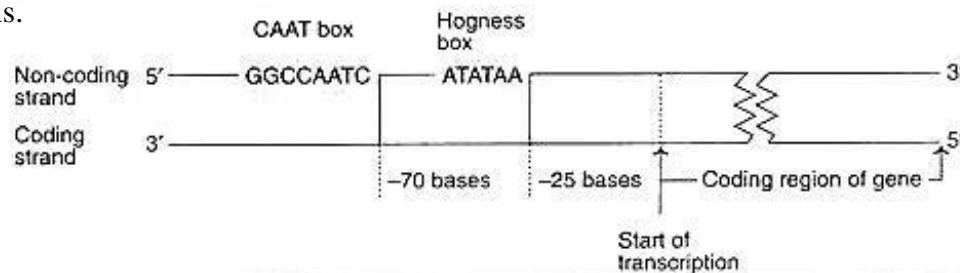 is.
CAAT box
Hogness
box
Non-coding
strand
5′
GGCCAATC
ATATAA
3′
Coding
strand
3′
5′
–70 bases
–25 bases
Coding region of gene
Start of
transcription